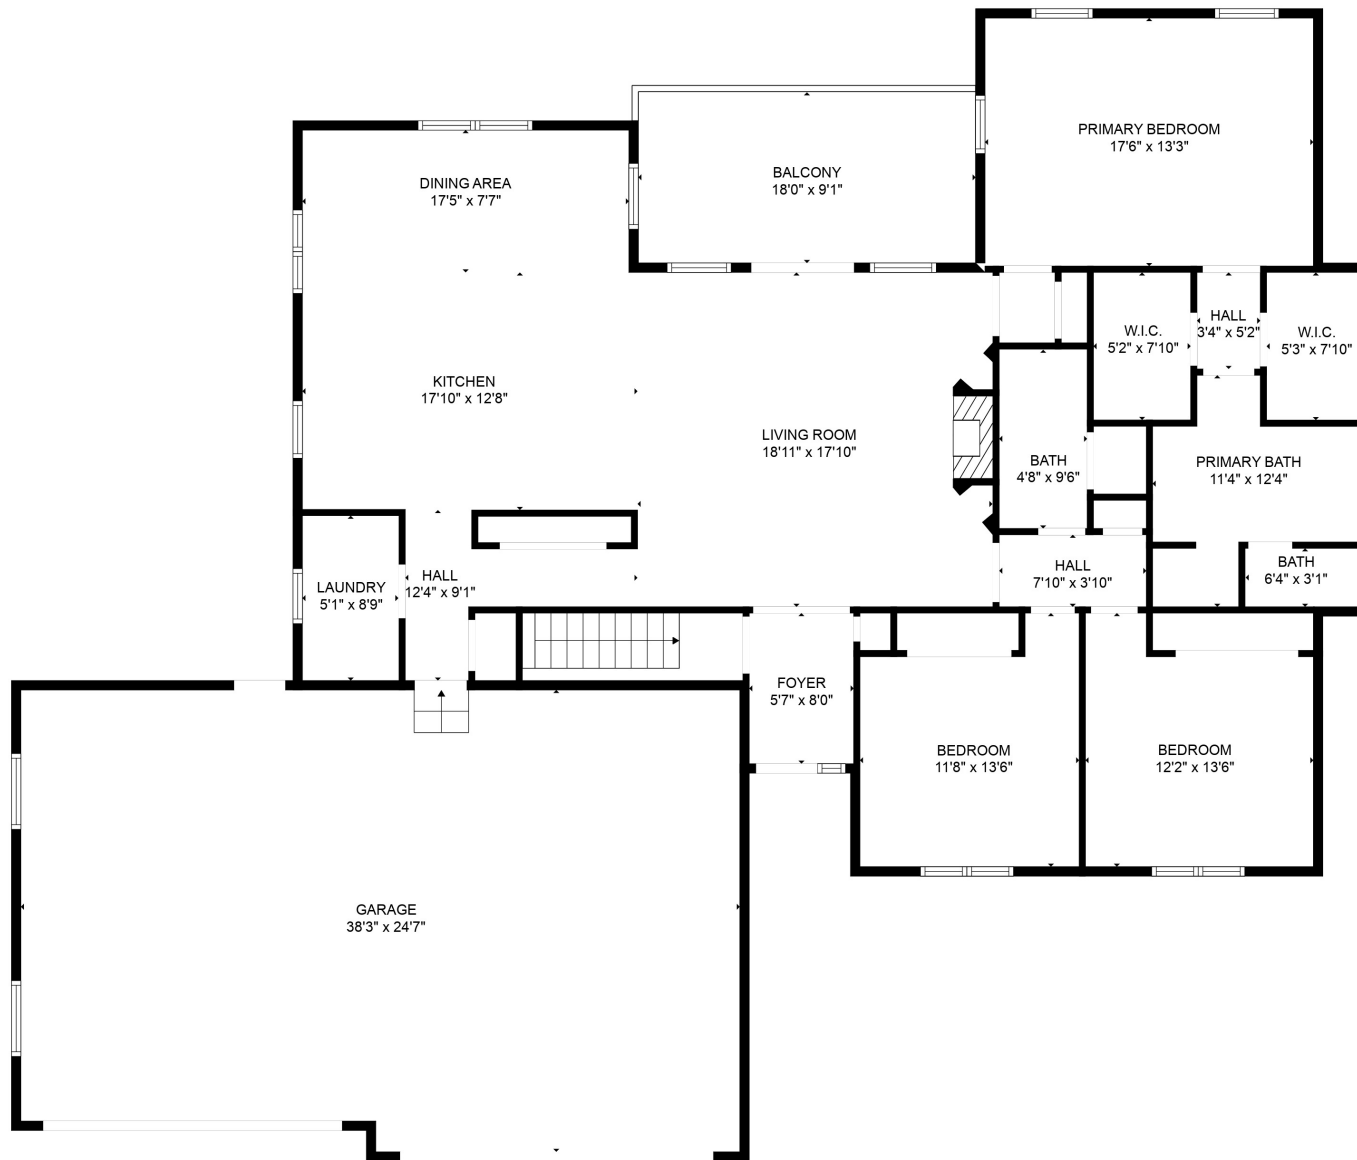 PRIMARY BEDROOM
17'6" x 13'3"
BALCONY
18'0" x 9'1"
DINING AREA
17'5" x 7'7"
HALL
3'4" x 5'2"
W.I.C.
5'2" x 7'10"
W.I.C.
5'3" x 7'10"
KITCHEN
17'10" x 12'8"
LIVING ROOM
18'11" x 17'10"
BATH
4'8" x 9'6"
PRIMARY BATH
11'4" x 12'4"
HALL
12'4" x 9'1"
LAUNDRY
5'1" x 8'9"
HALL
7'10" x 3'10"
BATH
6'4" x 3'1"
FOYER
5'7" x 8'0"
BEDROOM
11'8" x 13'6"
BEDROOM
12'2" x 13'6"
GARAGE
38'3" x 24'7"